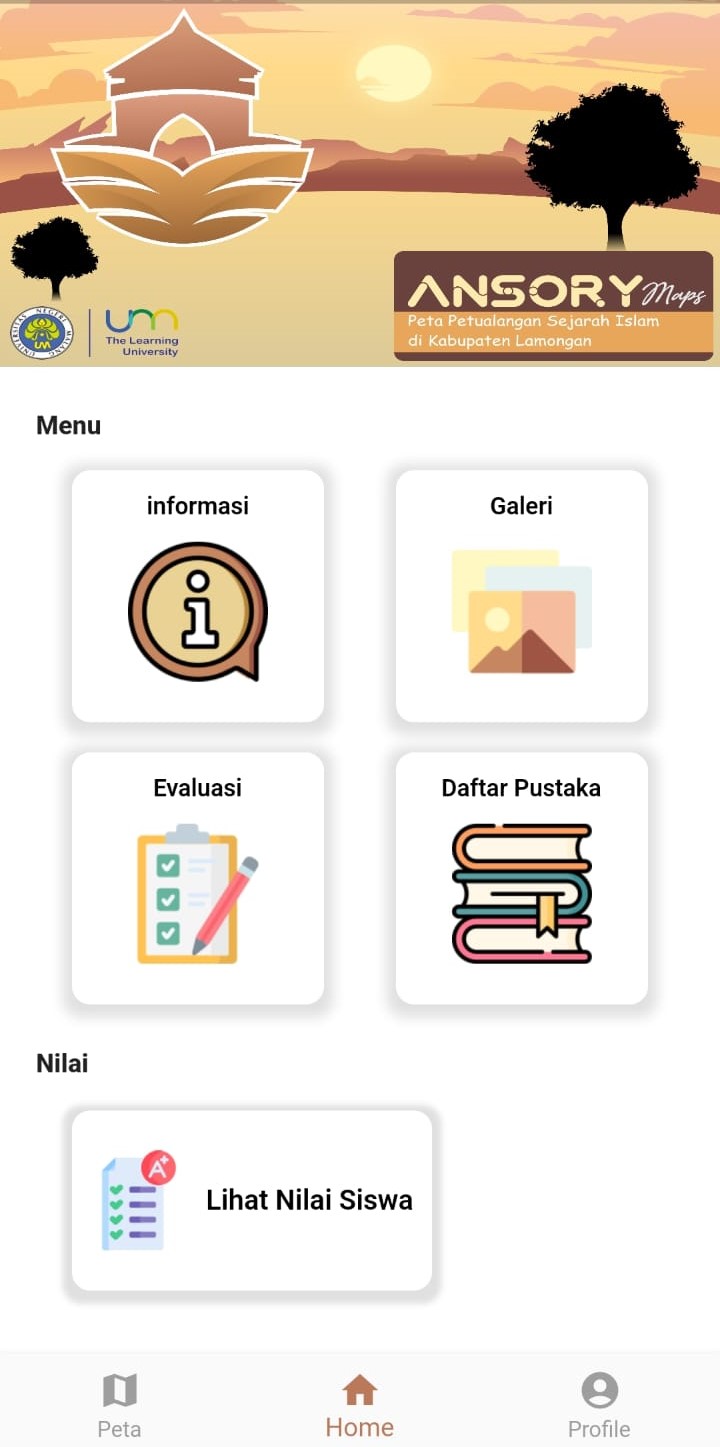 UNIVERSITAS NEGERI MALANG
UM
um
The Learning
University
ANSORY Maps
Peta Petualangan Sejarah Islam
di Kabupaten Lamongan
Menu
informasi
Galeri
i
Evaluasi
Daftar Pustaka
Nilai
A+
Lihat Nilai Siswa
Peta
Home
Profile